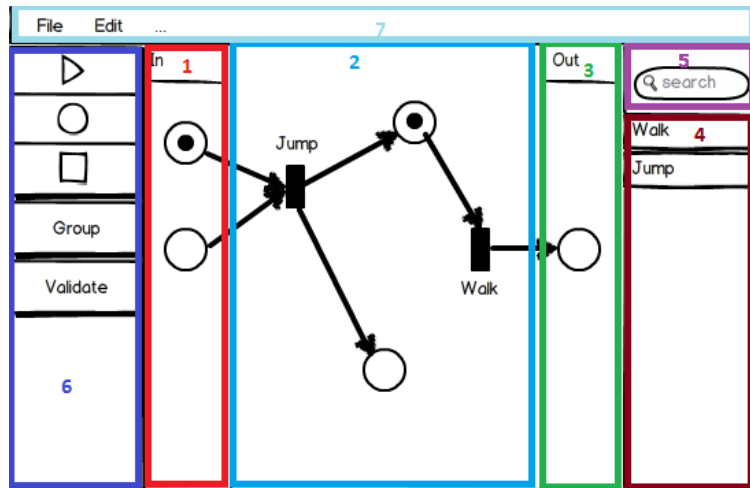 File Edit ... 7
In 1
2
Out 3
5
search
Walk 4
Jump
Jump
Group
Validate
Walk
6